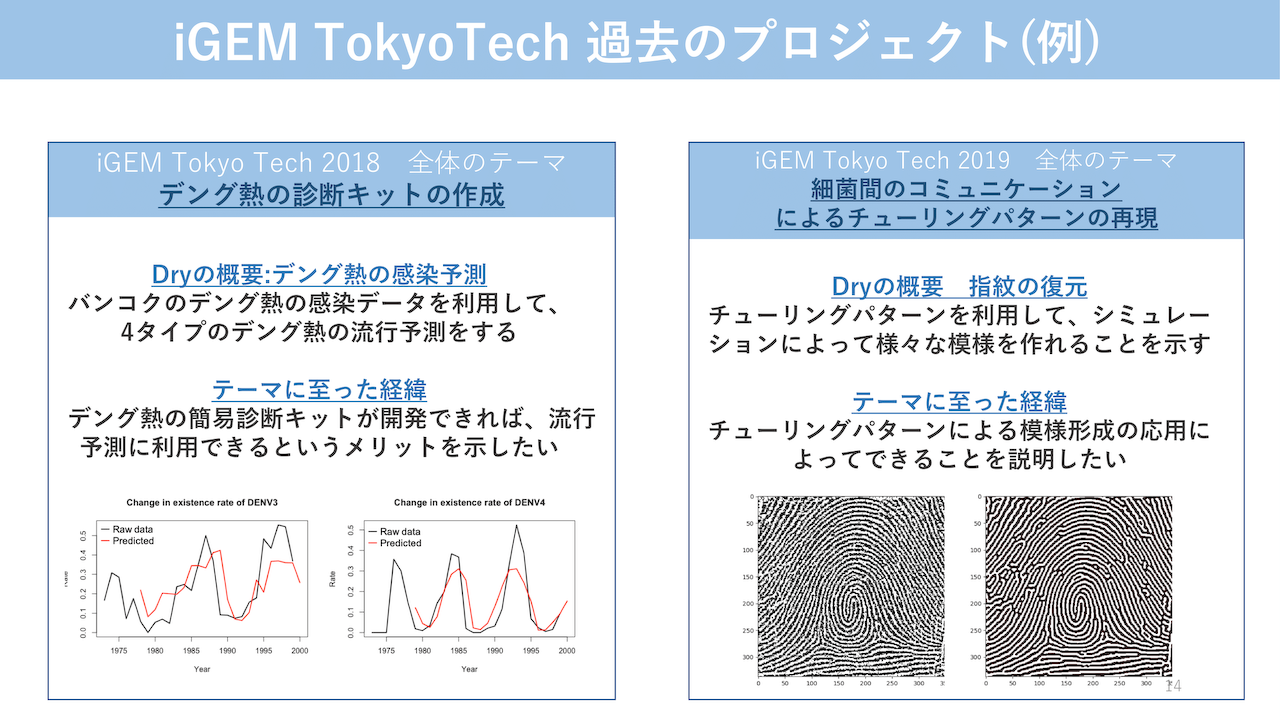 iGEM TokyoTech 過去のプロジェクト(例)
iGEM Tokyo Tech 2018 全体のテーマ
デング熱の診断キットの作成
Dryの概要:デング熱の感染予測
バンコクのデング熱の感染データを利用して、
4タイプのデング熱の流行予測をする
テーマに至った経緯
デング熱の簡易診断キットが開発できれば、流行
予測に利用できるというメリットを示したい
Change in existence rate of DENV3
Raw data
Predicted
0.5
0.4
0.3
0.2
0.1
0.0
1975 1980 1985 1990 1995 2000
Year
Change in existence rate of DENV4
Raw data
Predicted
Rate
0.5
0.4
0.3
0.2
0.1
0.0
1975 1980 1985 1990 1995 2000
Year
iGEM Tokyo Tech 2019 全体のテーマ
細菌間のコミュニケーション
によるチューリングパターンの再現
Dryの概要 指紋の復元
チューリングパターンを利用して、シミュレー
ションによって様々な模様を作れることを示す
テーマに至った経緯
チューリングパターンによる模様形成の応用に
よってできることを説明したい
0
50
100
150
200
250
300
0 50 100 150 200 250 300
0
50
100
150
200
250
300
0 50 100 150 200 250 300
14